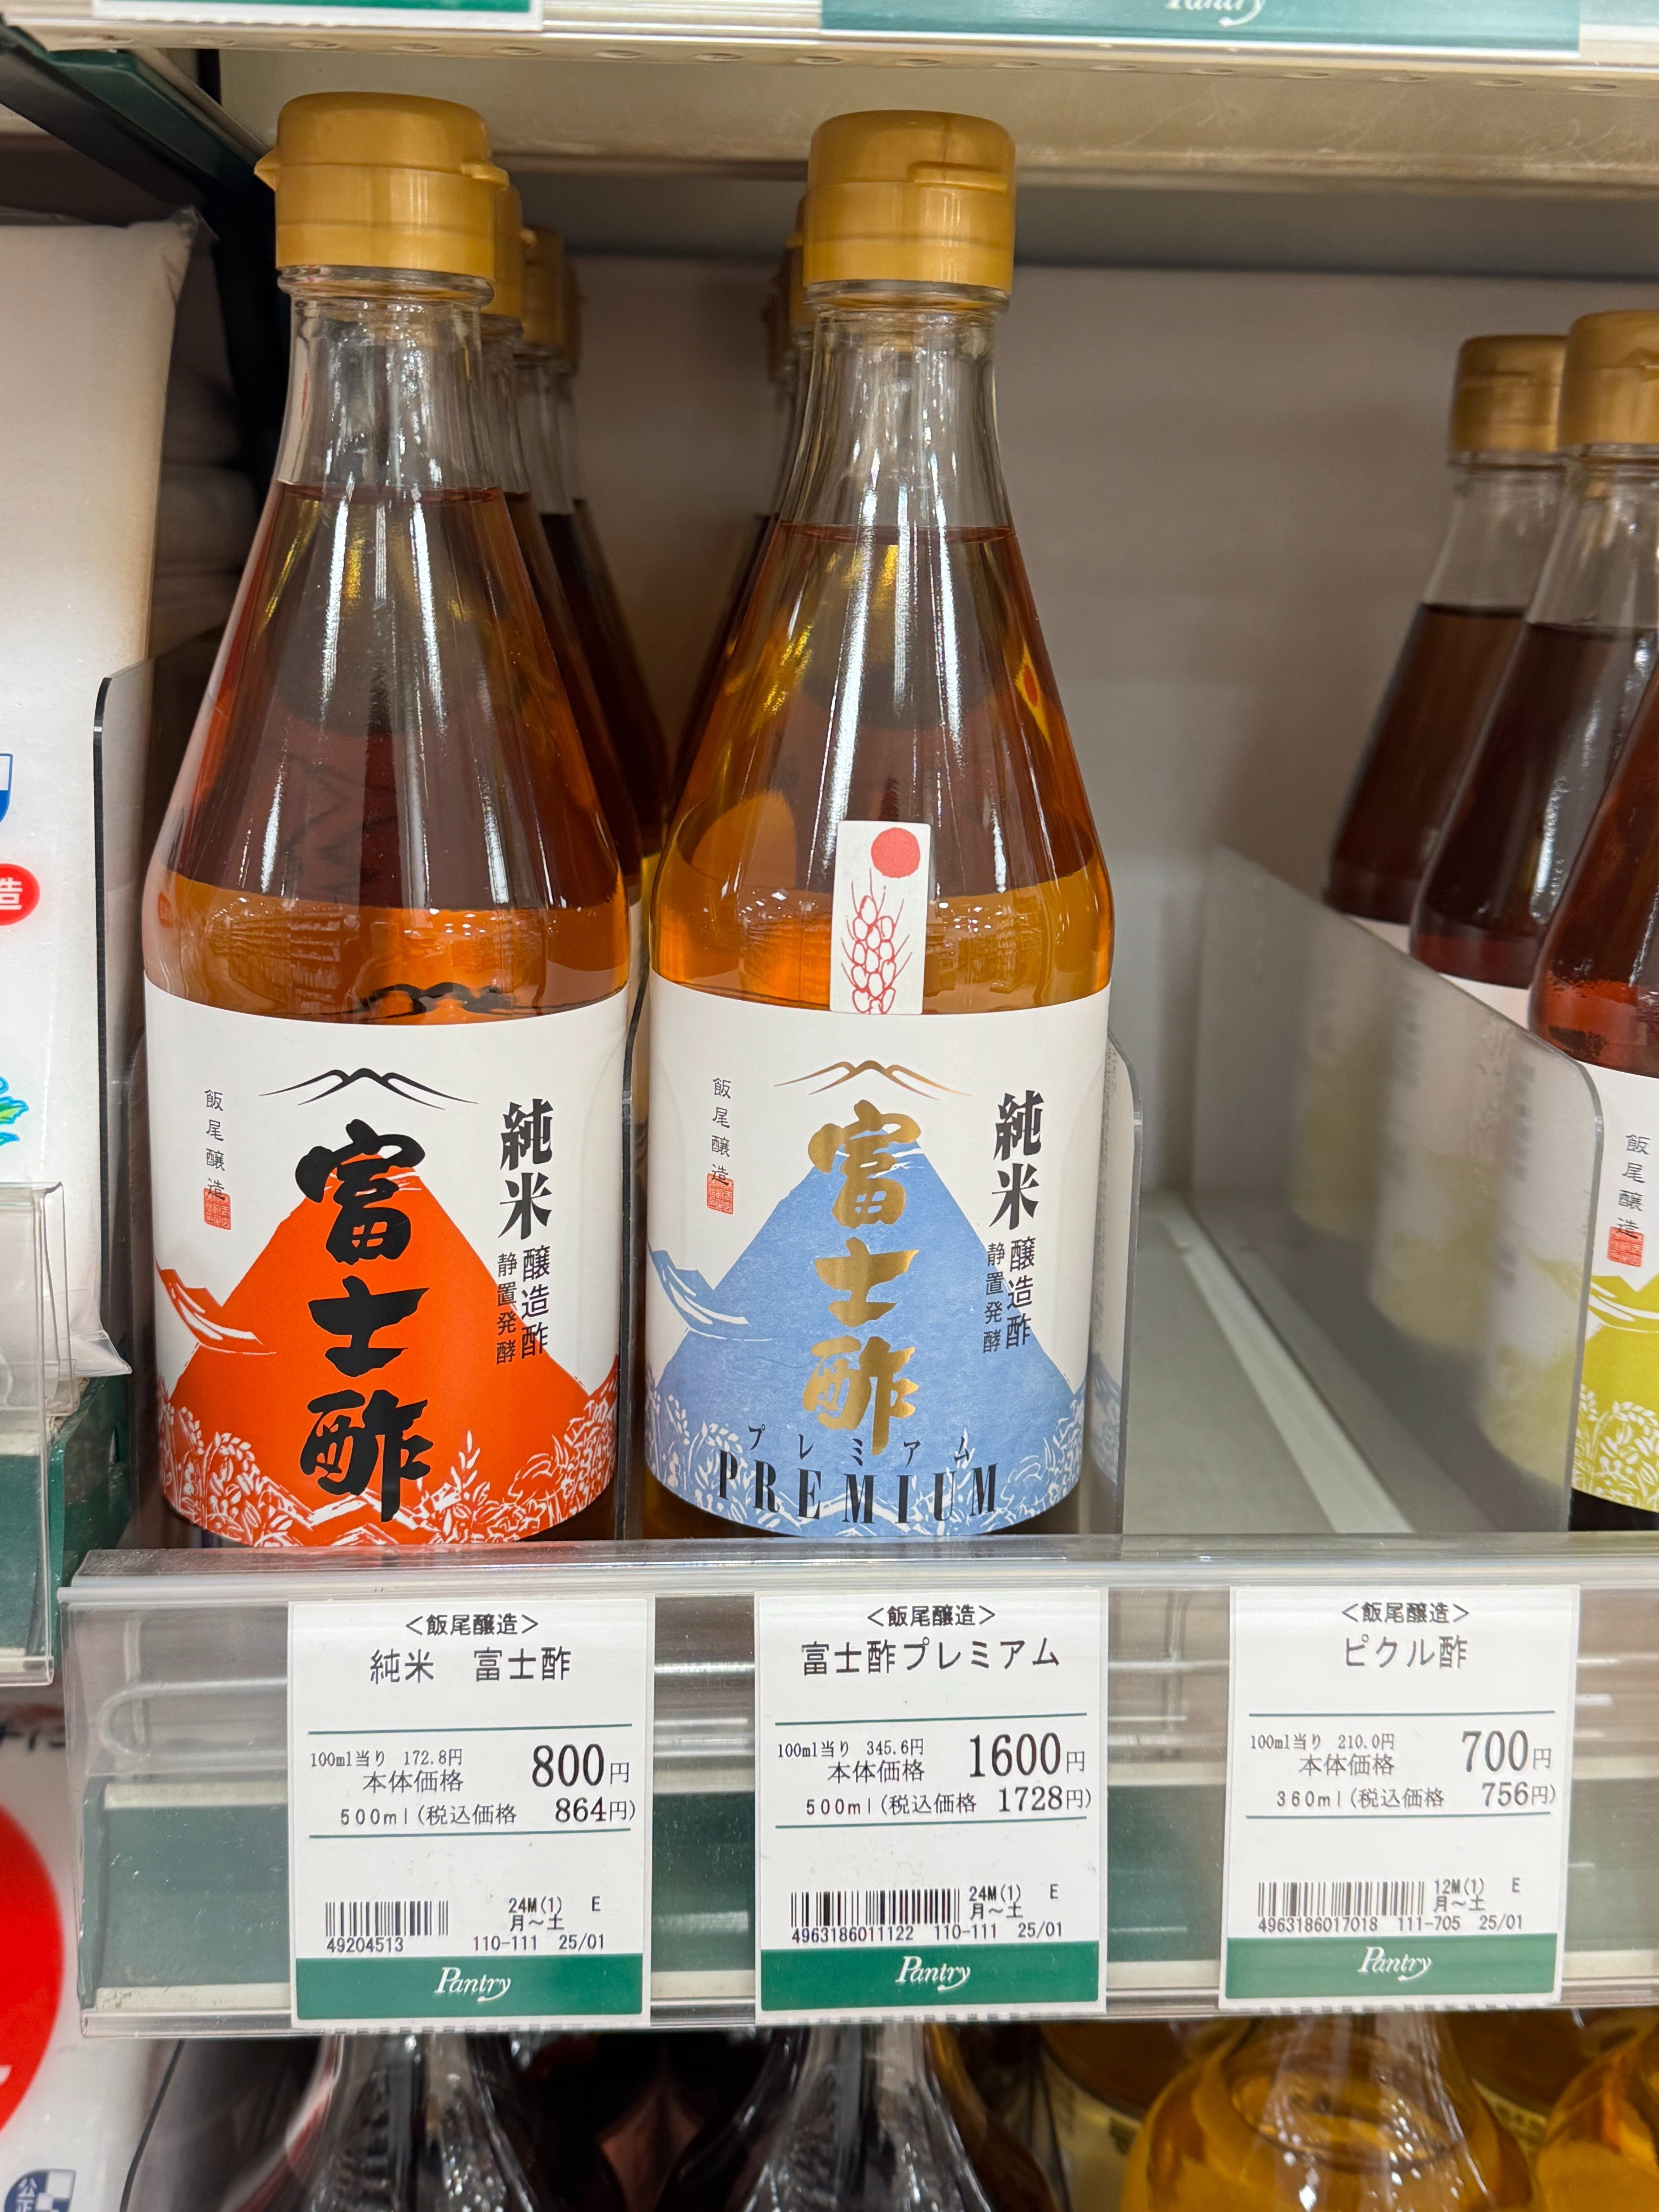 Pantry
造
飯尾醸造
富士酢
純米
醸造酢
静置発酵
飯尾醸造
富士酢
純米
醸造酢
静置発酵
プレミアム
PREMIUM
飯尾醸造
<飯尾醸造>
純米 富士酢
100ml当り 172.8円
本体価格 800円
500ml(税込価格 864円)
24M(1) E
月~土
49204513 110-111 25/01
Pantry
<飯尾醸造>
富士酢プレミアム
100ml当り 345.6円
本体価格 1600円
500ml(税込価格 1728円)
24M(1) E
月~土
4963186011122 110-111 25/01
Pantry
<飯尾醸造>
ピクル酢
100ml当り 210.0円
本体価格 700円
360ml(税込価格 756円)
12M(1) E
月~土
4963186017018 111-705 25/01
Pantry
公正